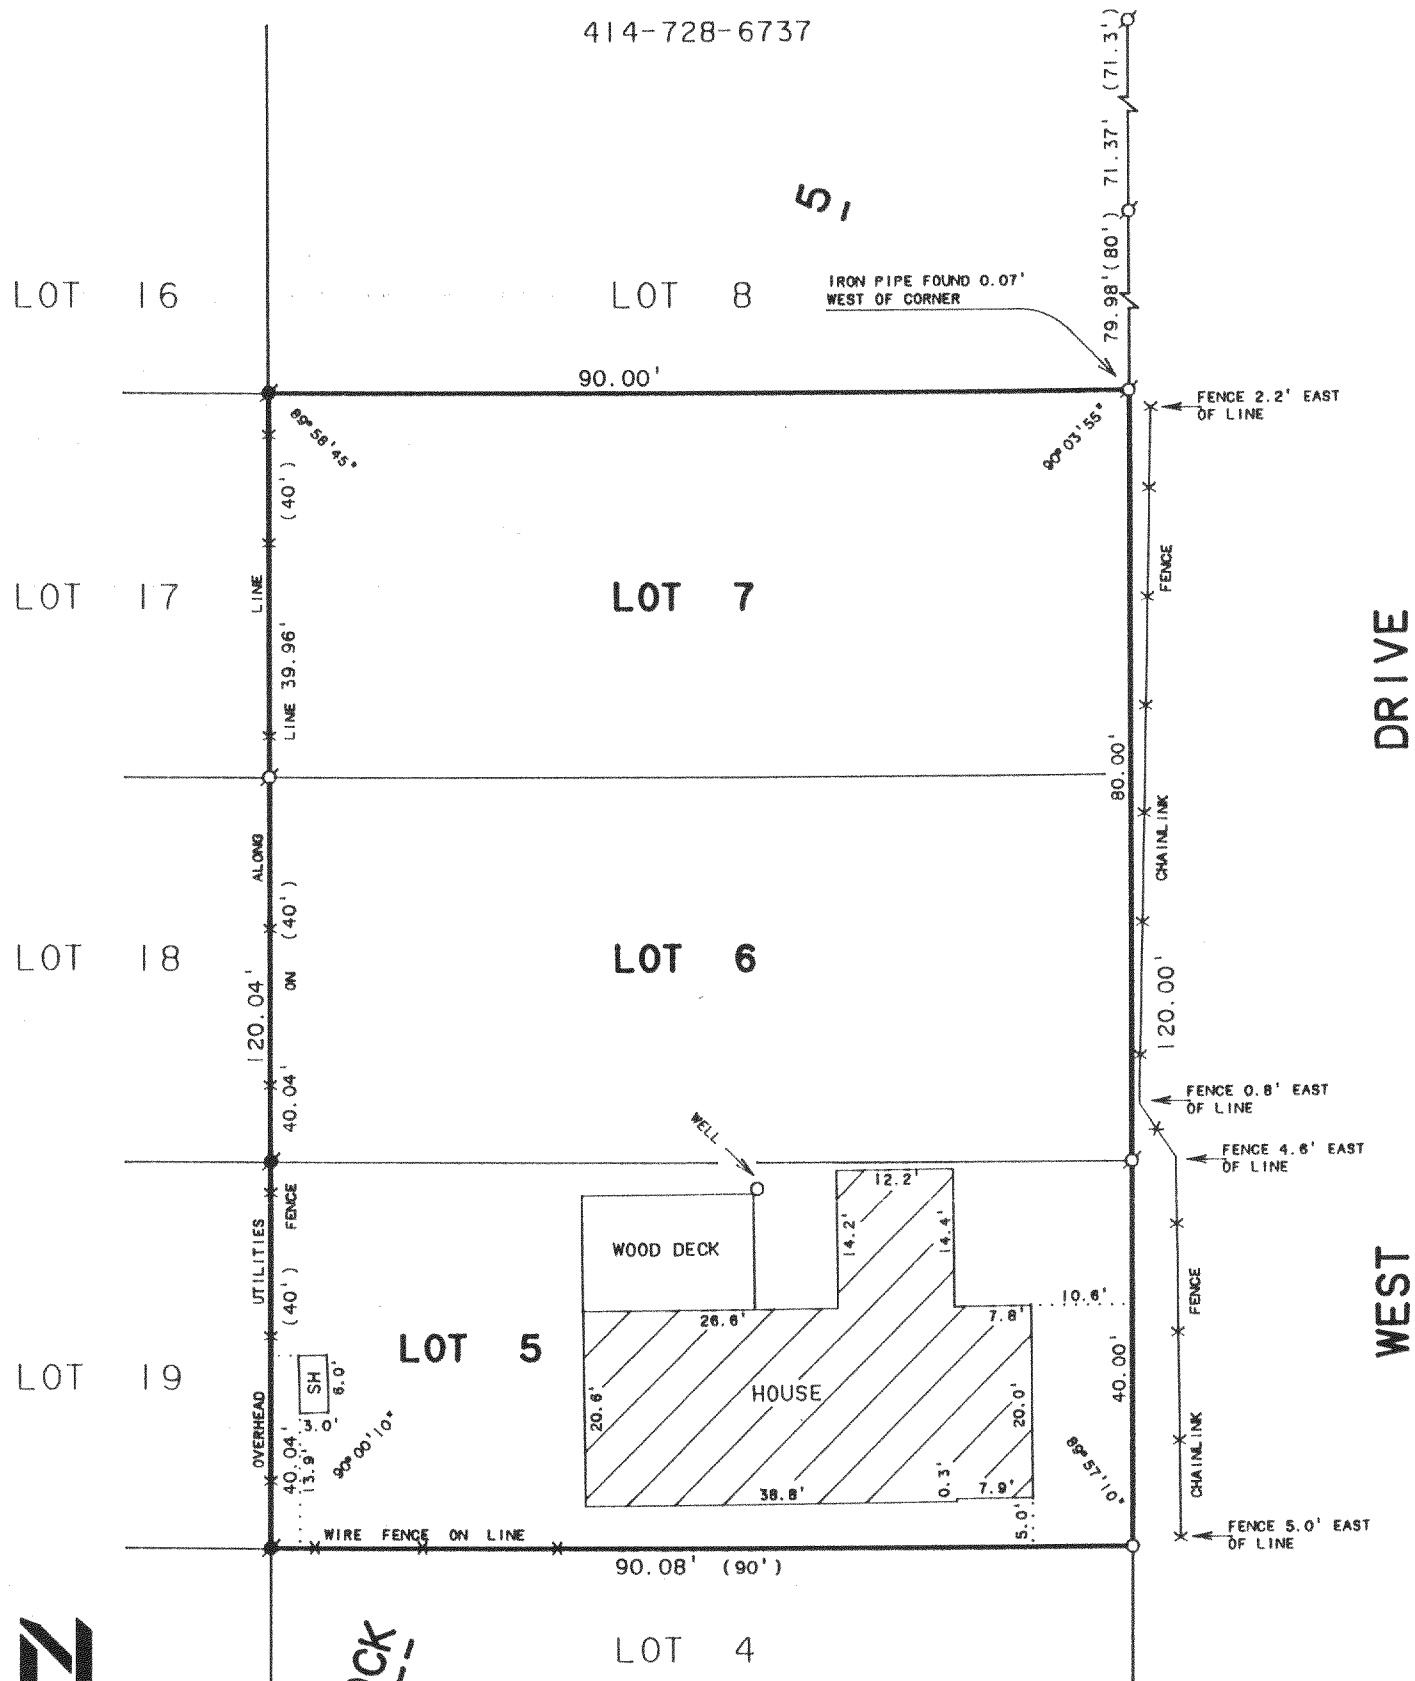 414-728-6737
(71.3')
71.37'
5
79.98'(80')
LOT 16
LOT 8
IRON PIPE FOUND 0.07'
WEST OF CORNER
90.00'
FENCE 2.2' EAST
OF LINE
89°58'45"
90°03'55"
(40')
LINE
FENCE
LOT 17
LOT 7
LINE 39.96'
DRIVE
80.00'
CHAINLINK
ALONG
(40')
ON
LOT 18
LOT 6
120.04'
120.00'
40.04'
FENCE 0.8' EAST
OF LINE
WELL
FENCE 4.6' EAST
OF LINE
12.2'
FENCE
UTILITIES
WOOD DECK
14.2'
14.4'
(40')
10.6'
FENCE
26.6'
7.8'
WEST
LOT 5
40.00'
LOT 19
SH
6.0'
HOUSE
20.6'
20.0'
3.0'
OVERHEAD
40.04'
13.9'
90°00'10"
89°57'10"
CHAINLINK
38.8'
0.3'
7.9'
5.0'
WIRE FENCE ON LINE
FENCE 5.0' EAST
OF LINE
90.08' (90')
LOT 4